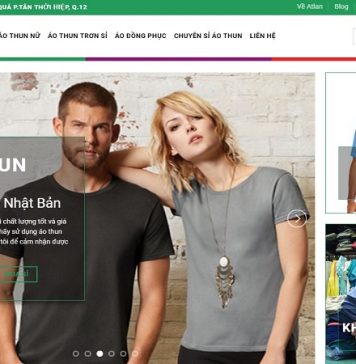 QUÁ P.TÂN THỚI HIỆP, Q.12
Về Atlan Blog
ÁO THUN NỮ ÁO THUN TRƠN SỈ ÁO ĐỒNG PHỤC CHUYÊN SỈ ÁO THUN LIÊN HỆ
UN
Nhật Bản
chất lượng tốt và giá
hãy sử dụng áo thun
tôi để cảm nhận được
KH